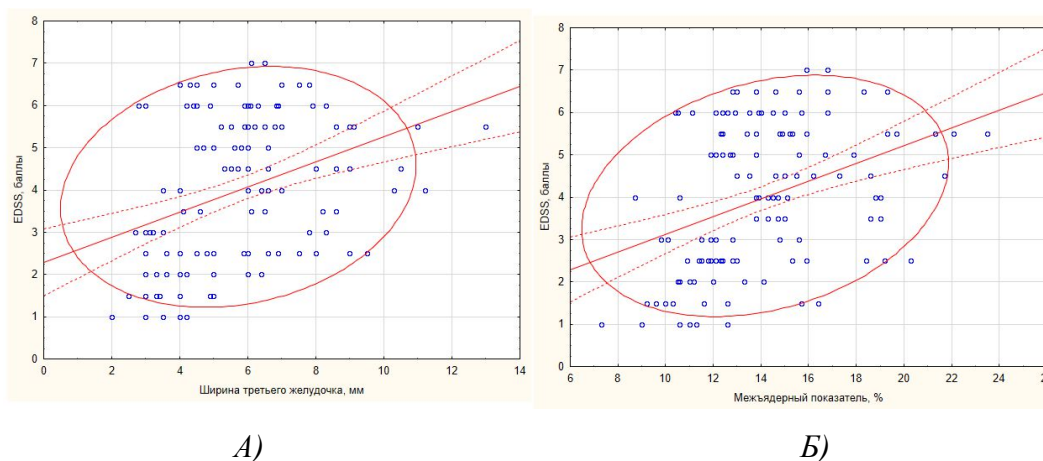 8
7
6
5
4
3
2
1
0
EDSS, баллы
0 2 4 6 8 10 12 14
Ширина третьего желудочка, мм
8
7
6
5
4
3
2
1
0
EDSS, баллы
6 8 10 12 14 16 18 20 22 24 26
Межъядерный показатель, %
А) Б)